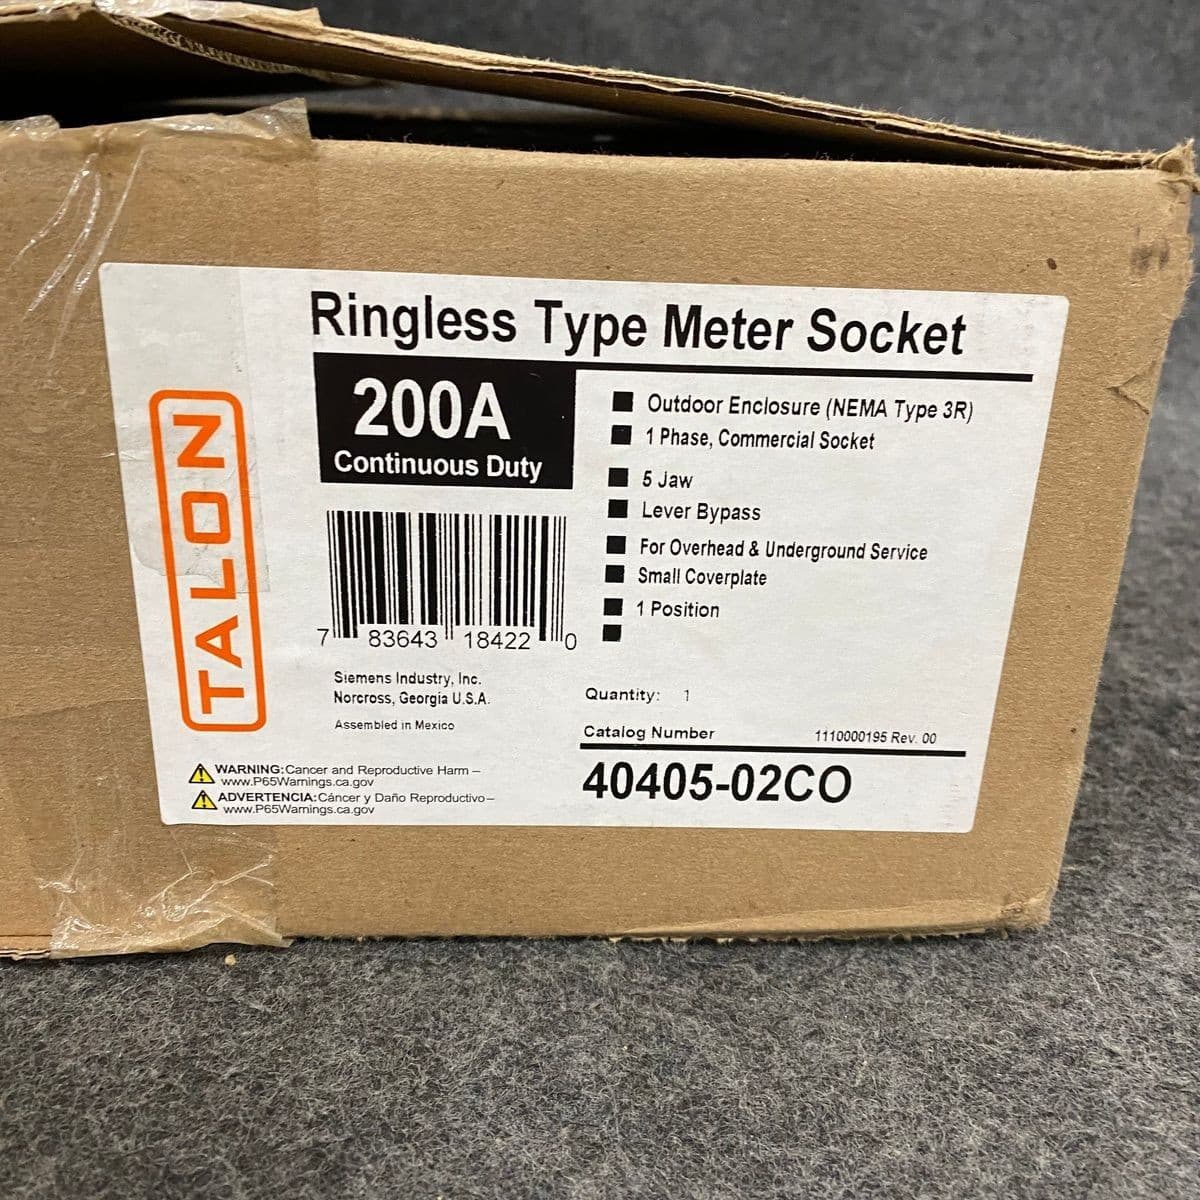 Ringless Type Meter Socket
TALON
200A
Continuous Duty
Outdoor Enclosure (NEMA Type 3R)
1 Phase, Commercial Socket
5 Jaw
Lever Bypass
For Overhead & Underground Service
Small Coverplate
1 Position
7 83643 18422 0
Siemens Industry, Inc.
Norcross, Georgia U.S.A.
Assembled in Mexico
Quantity: 1
Catalog Number 1110000195 Rev. 00
40405-02CO
WARNING: Cancer and Reproductive Harm –
www.P65Warnings.ca.gov
ADVERTENCIA: Cáncer y Daño Reproductivo–
www.P65Warnings.ca.gov